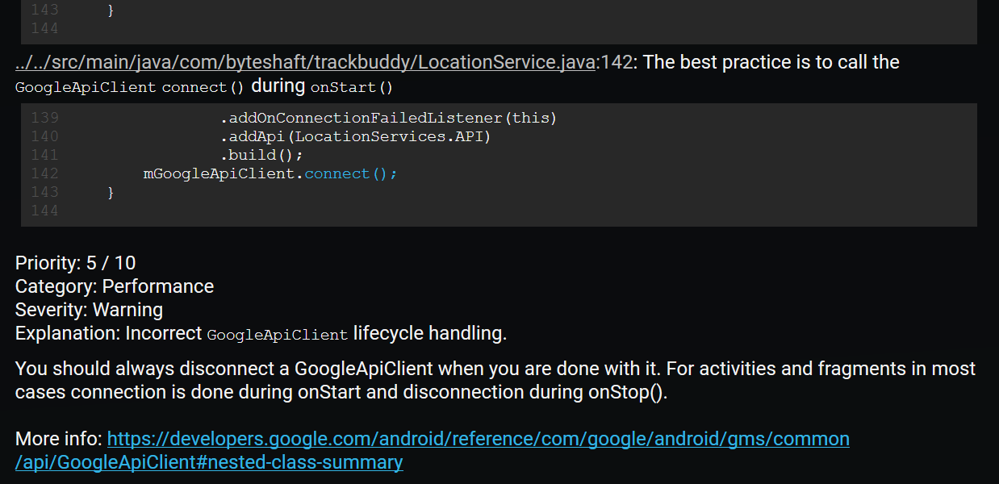 143 }
144
../../src/main/java/com/byteshaft/trackbuddy/LocationService.java:142: The best practice is to call the
GoogleApiClient connect() during onStart()
139 .addOnConnectionFailedListener(this)
140 .addApi(LocationServices.API)
141 .build();
142 mGoogleApiClient.connect();
143 }
144
Priority: 5 / 10
Category: Performance
Severity: Warning
Explanation: Incorrect GoogleApiClient lifecycle handling.
You should always disconnect a GoogleApiClient when you are done with it. For activities and fragments in most
cases connection is done during onStart and disconnection during onStop().
More info: https://developers.google.com/android/reference/com/google/android/gms/common
/api/GoogleApiClient#nested-class-summary